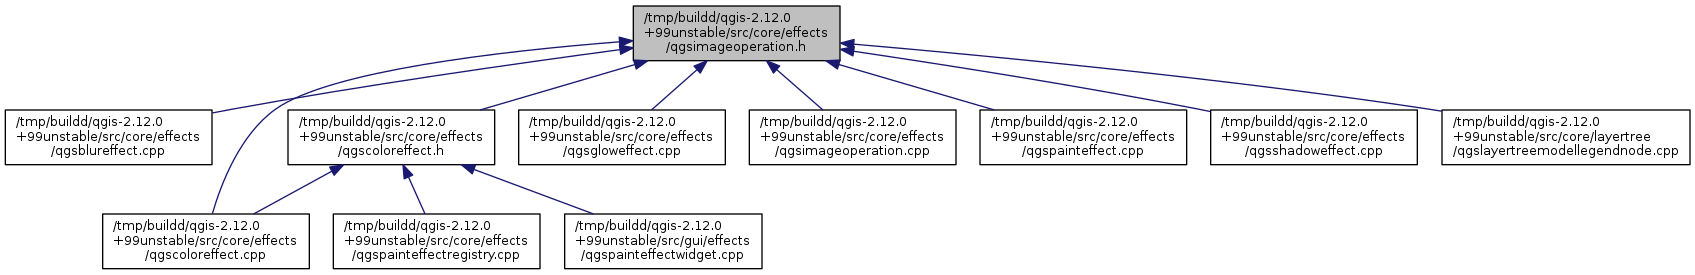 /tmp/buildd/qgis-2.12.0
+99unstable/src/core/effects
/qgsimageoperation.h
/tmp/buildd/qgis-2.12.0
+99unstable/src/core/effects
/qgsblureffect.cpp
/tmp/buildd/qgis-2.12.0
+99unstable/src/core/effects
/qgscoloreffect.h
/tmp/buildd/qgis-2.12.0
+99unstable/src/core/effects
/qgsgloweffect.cpp
/tmp/buildd/qgis-2.12.0
+99unstable/src/core/effects
/qgsimageoperation.cpp
/tmp/buildd/qgis-2.12.0
+99unstable/src/core/effects
/qgspainteffect.cpp
/tmp/buildd/qgis-2.12.0
+99unstable/src/core/effects
/qgsshadoweffect.cpp
/tmp/buildd/qgis-2.12.0
+99unstable/src/core/layertree
/qgslayertreemodellegendnode.cpp
/tmp/buildd/qgis-2.12.0
+99unstable/src/core/effects
/qgscoloreffect.cpp
/tmp/buildd/qgis-2.12.0
+99unstable/src/core/effects
/qgspainteffectregistry.cpp
/tmp/buildd/qgis-2.12.0
+99unstable/src/gui/effects
/qgspainteffectwidget.cpp